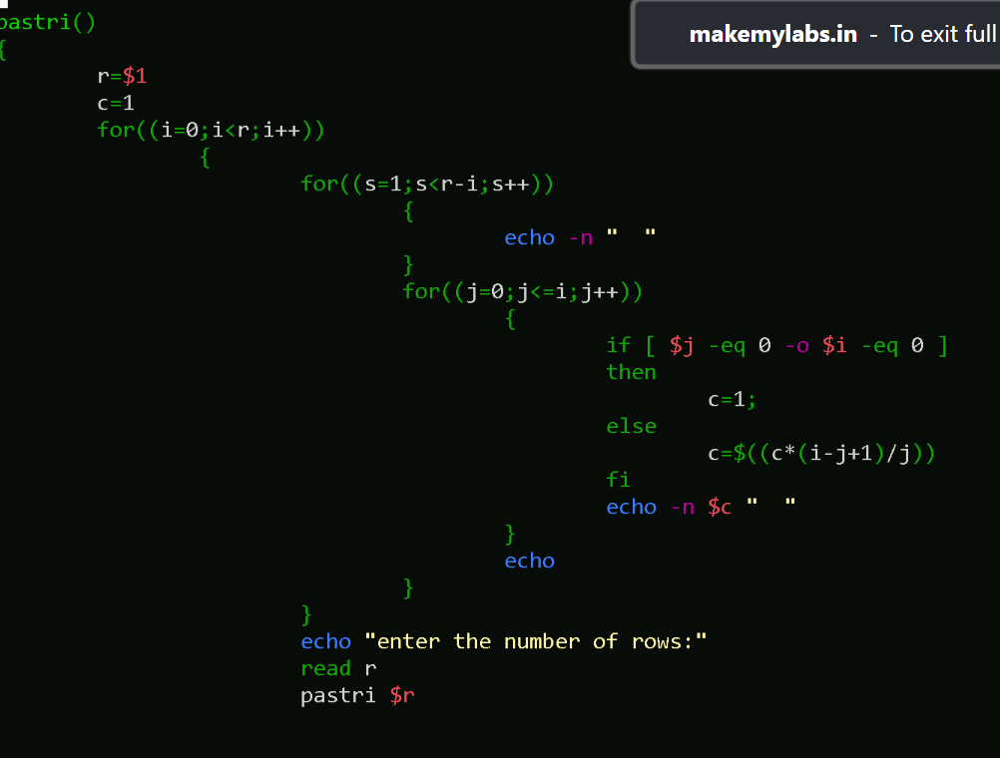 pastri()
{
makemylabs.in - To exit full
r=$1
c=1
for((i=0;i<r;i++))
{
for((s=1;s<r-i;s++))
{
echo -n "  "
}
for((j=0;j<=i;j++))
{
if [ $j -eq 0 -o $i -eq 0 ]
then
c=1;
else
c=$((c*(i-j+1)/j))
fi
echo -n $c "  "
}
echo
}
}
echo "enter the number of rows:"
read r
pastri $r